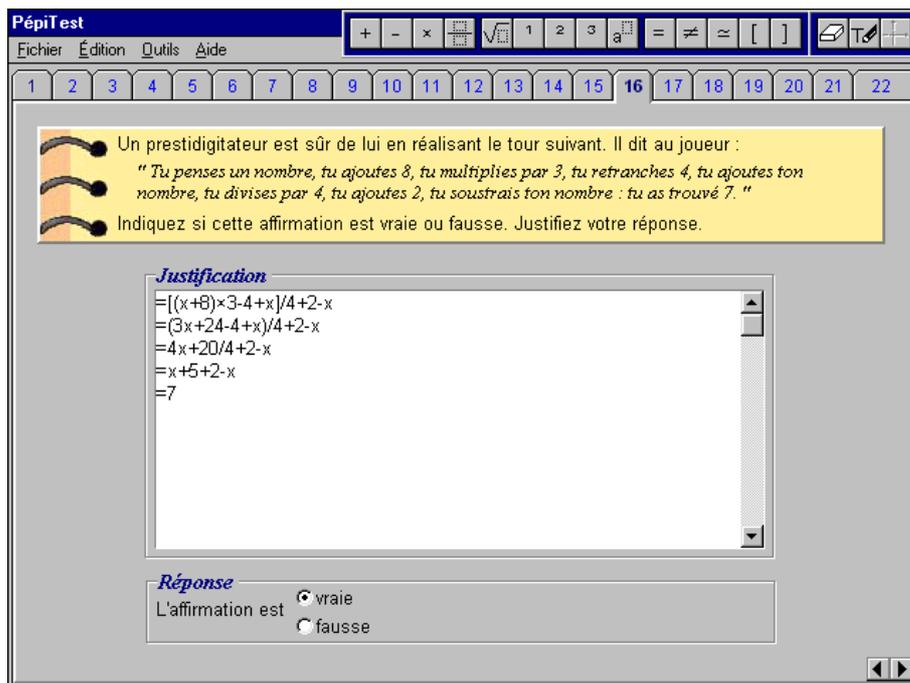 PépiTest
Fichier Édition Outils Aide
+ - × √ 1 2 3 a = ≠ ≃ [ ] T
1 2 3 4 5 6 7 8 9 10 11 12 13 14 15 16 17 18 19 20 21 22
Un prestidigitateur est sûr de lui en réalisant le tour suivant. Il dit au joueur :
" Tu penses un nombre, tu ajoutes 8, tu multiplies par 3, tu retranches 4, tu ajoutes ton
nombre, tu divises par 4, tu ajoutes 2, tu soustrais ton nombre : tu as trouvé 7. "
Indiquez si cette affirmation est vraie ou fausse. Justifiez votre réponse.
Justification
=[(x+8)×3-4+x]/4+2-x
=(3x+24-4+x)/4+2-x
=4x+20/4+2-x
=x+5+2-x
=7
Réponse
L'affirmation est
vraie
fausse